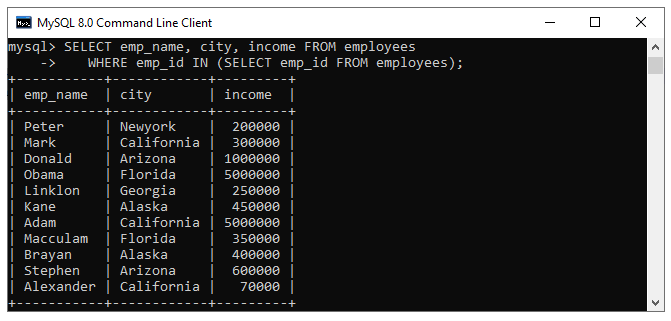 MySQL 8.0 Command Line Client
mysql> SELECT emp_name, city, income FROM employees
    ->    WHERE emp_id IN (SELECT emp_id FROM employees);
+-----------+------------+---------+
| emp_name  | city       | income  |
+-----------+------------+---------+
| Peter     | Newyork    |  200000 |
| Mark      | California |  300000 |
| Donald    | Arizona    | 1000000 |
| Obama     | Florida    | 5000000 |
| Linklon   | Georgia    |  250000 |
| Kane      | Alaska     |  450000 |
| Adam      | California | 5000000 |
| Macculam  | Florida    |  350000 |
| Brayan    | Alaska     |  400000 |
| Stephen   | Arizona    |  600000 |
| Alexander | California |   70000 |
+-----------+------------+---------+